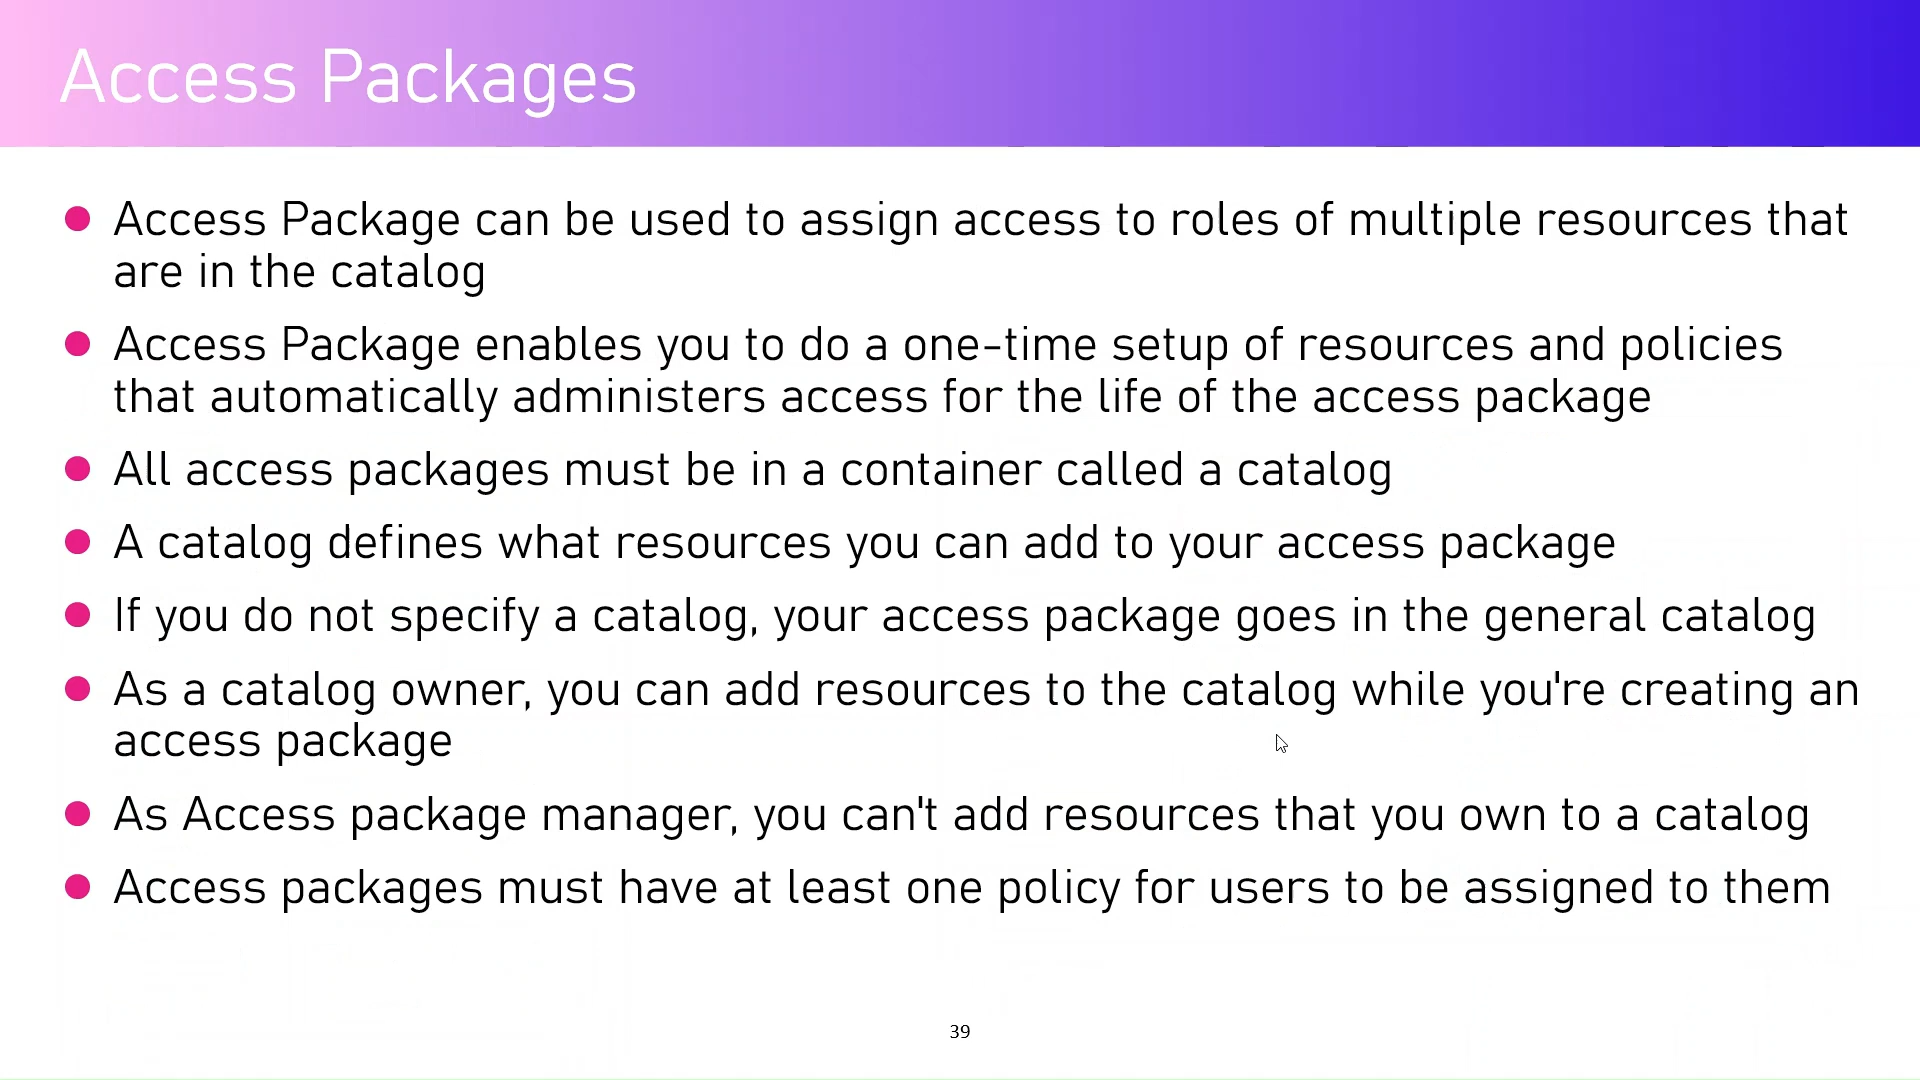 Access Packages
Access Package can be used to assign access to roles of multiple resources that
are in the catalog
Access Package enables you to do a one-time setup of resources and policies
that automatically administers access for the life of the access package
All access packages must be in a container called a catalog
A catalog defines what resources you can add to your access package
If you do not specify a catalog, your access package goes in the general catalog
As a catalog owner, you can add resources to the catalog while you're creating an
access package
As Access package manager, you can't add resources that you own to a catalog
Access packages must have at least one policy for users to be assigned to them
39